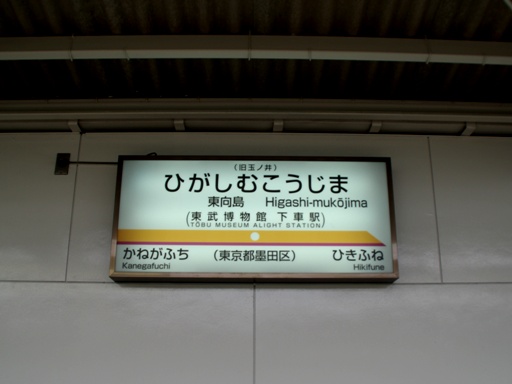 (旧玉ノ井)
ひがしむこうじま
東向島 Higashi-mukōjima
(東武博物館 下車駅)
TŌBU MUSEUM ALIGHT STATION
かねがふち (東京都墨田区) ひきふね
Kanegafuchi Hikifune